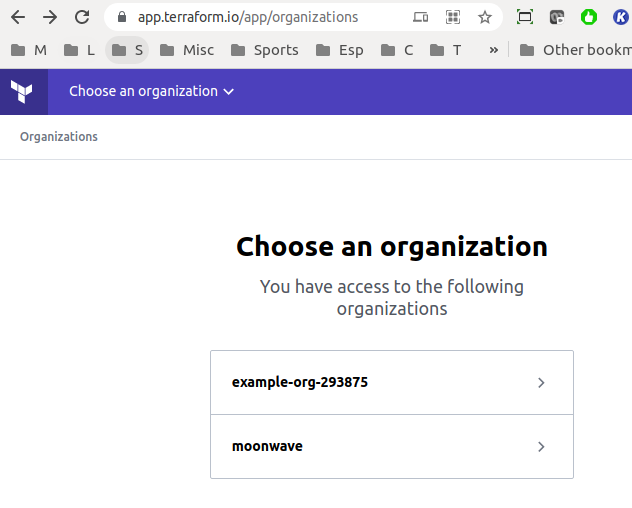 app.terraform.io/app/organizations
M L S Misc Sports Esp C T » Other bookm
Choose an organization
Organizations
Choose an organization
You have access to the following
organizations
example-org-293875
moonwave